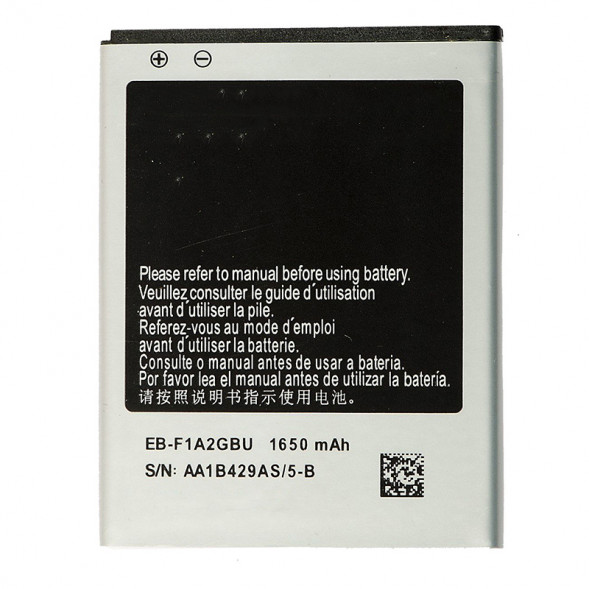 Please refer to manual before using battery.
Veuillez consulter le guide d´utilisation
avant d´utiliser la pile.
Referez-vous au mode d´emploi
avant d´utiliser la batterie.
Consulte o manual antes de usar a bateria.
Por favor lea el manual antes de utilizar la batería.
请按照说明书指示使用电池。
EB-F1A2GBU 1650 mAh
S/N: AA1B429AS/5-B